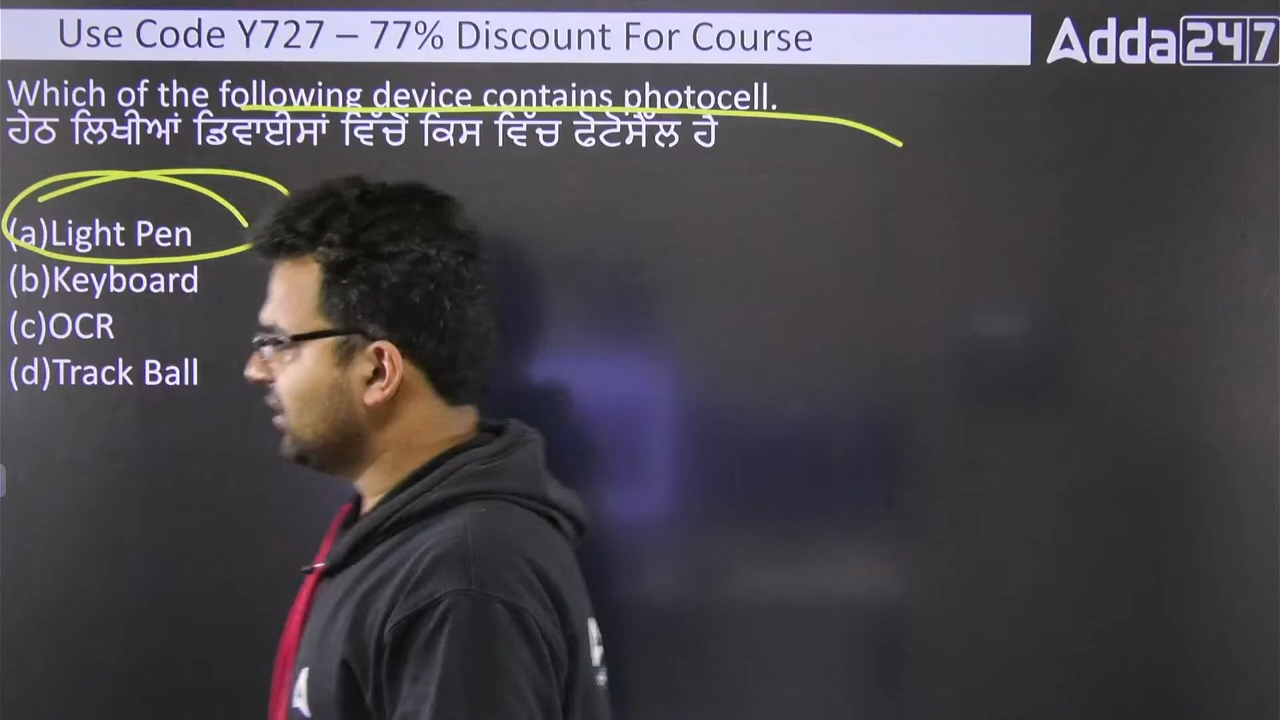 Use Code Y727 – 77% Discount For Course
Adda247
Which of the following device contains photocell.
ਹੇਠ ਲਿਖੀਆਂ ਡਿਵਾਈਸਾਂ ਵਿੱਚੋਂ ਕਿਸ ਵਿੱਚ ਫੋਟੋਸੈੱਲ ਹੈ
(a)Light Pen
(b)Keyboard
(c)OCR
(d)Track Ball